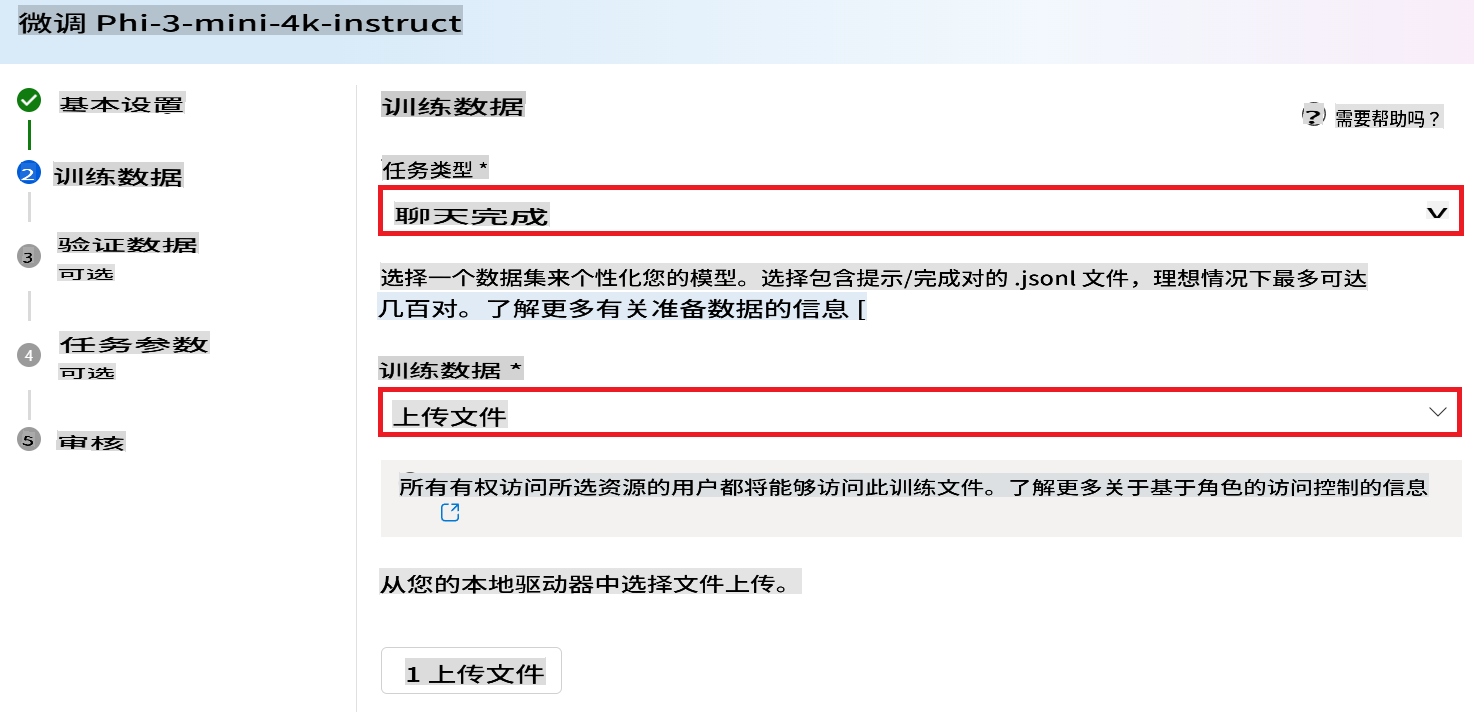 微调 Phi-3-mini-4k-instruct
基本设置
2 训练数据
3 验证数据
可选
4 任务参数
可选
5 审核
训练数据
? 需要帮助吗？
任务类型 *
聊天完成
选择一个数据集来个性化您的模型。选择包含提示/完成对的 .jsonl 文件，理想情况下最多可达
几百对。了解更多有关准备数据的信息 [
训练数据 *
上传文件
所有有权访问所选资源的用户都将能够访问此训练文件。了解更多关于基于角色的访问控制的信息
从您的本地驱动器中选择文件上传。
1 上传文件